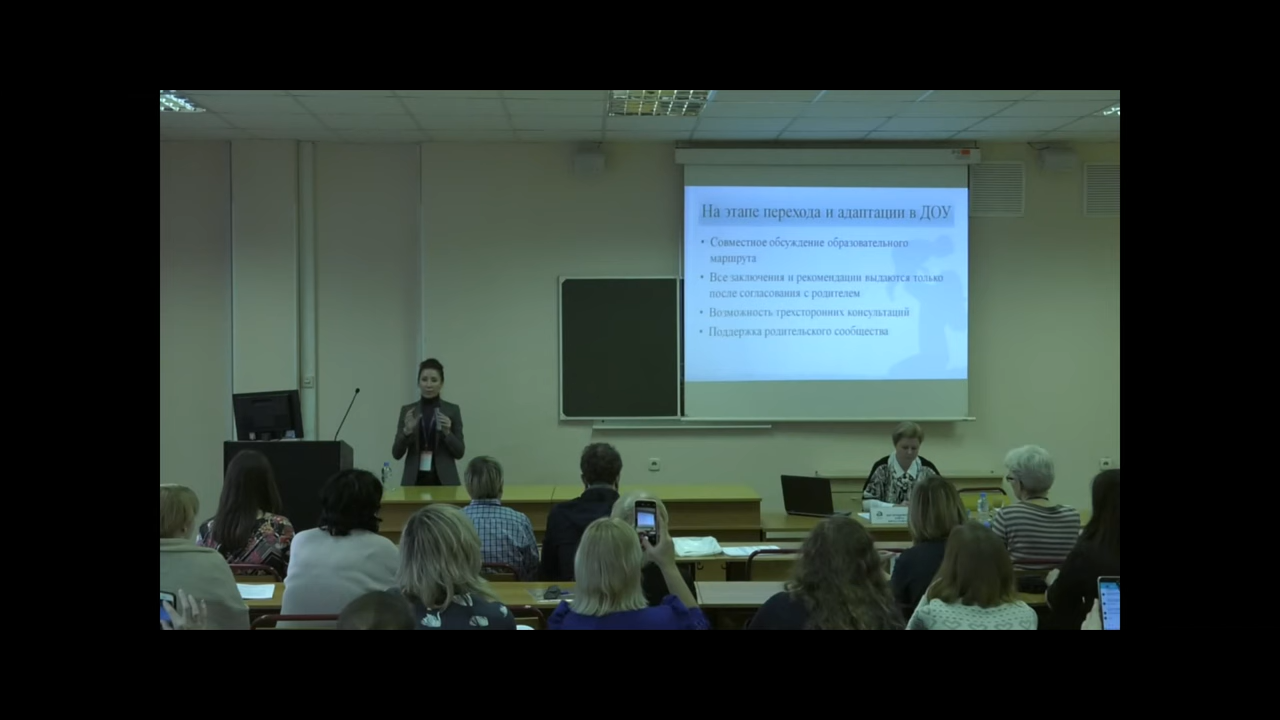 На этапе перехода и адаптации в ДОУ
• Совместное обсуждение образовательного
маршрута
• Все заключения и рекомендации выдаются только
после согласования с родителем
• Возможность трехсторонних консультаций
• Поддержка родительского сообщества